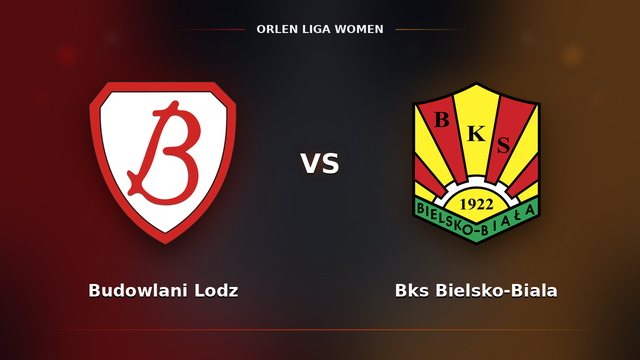 ORLEN LIGA WOMEN
B
B K S
VS
1922
BIELSKO-BIAŁA
Budowlani Lodz
Bks Bielsko-Biala